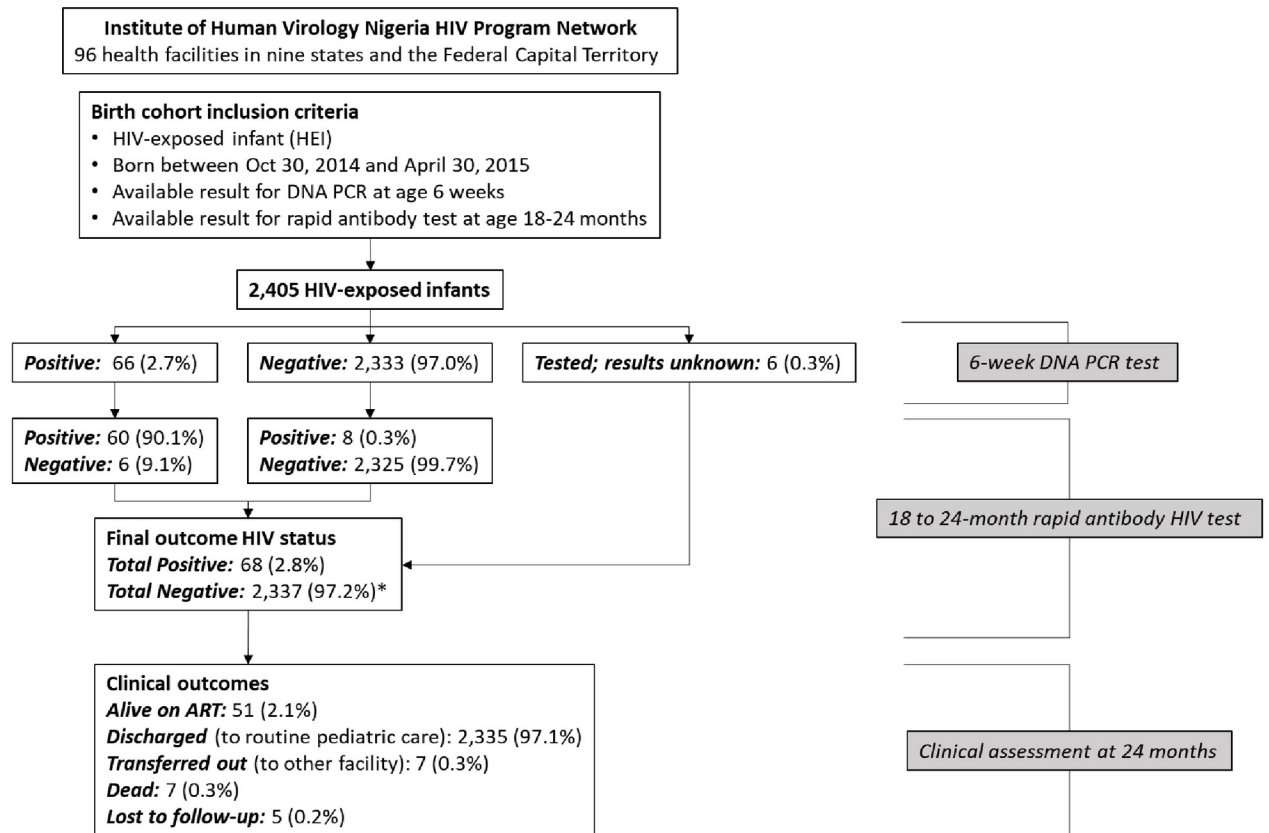 Institute of Human Virology Nigeria HIV Program Network
96 health facilities in nine states and the Federal Capital Territory
Birth cohort inclusion criteria
• HIV-exposed infant (HEI)
• Born between Oct 30, 2014 and April 30, 2015
• Available result for DNA PCR at age 6 weeks
• Available result for rapid antibody test at age 18-24 months
2,405 HIV-exposed infants
Positive: 66 (2.7%)
Negative: 2,333 (97.0%)
Tested; results unknown: 6 (0.3%)
6-week DNA PCR test
Positive: 60 (90.1%)
Negative: 6 (9.1%)
Positive: 8 (0.3%)
Negative: 2,325 (99.7%)
18 to 24-month rapid antibody HIV test
Final outcome HIV status
Total Positive: 68 (2.8%)
Total Negative: 2,337 (97.2%)*
Clinical outcomes
Alive on ART: 51 (2.1%)
Discharged (to routine pediatric care): 2,335 (97.1%)
Transferred out (to other facility): 7 (0.3%)
Dead: 7 (0.3%)
Lost to follow-up: 5 (0.2%)
Clinical assessment at 24 months